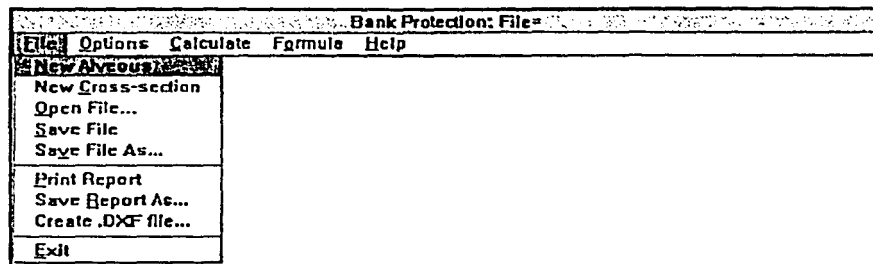 Bank Protection: File=
File Options Calculate Formula Help
New Alveous
New Cross-section
Open File...
Save File
Save File As...
Print Report
Save Report As...
Create .DXF file...
Exit